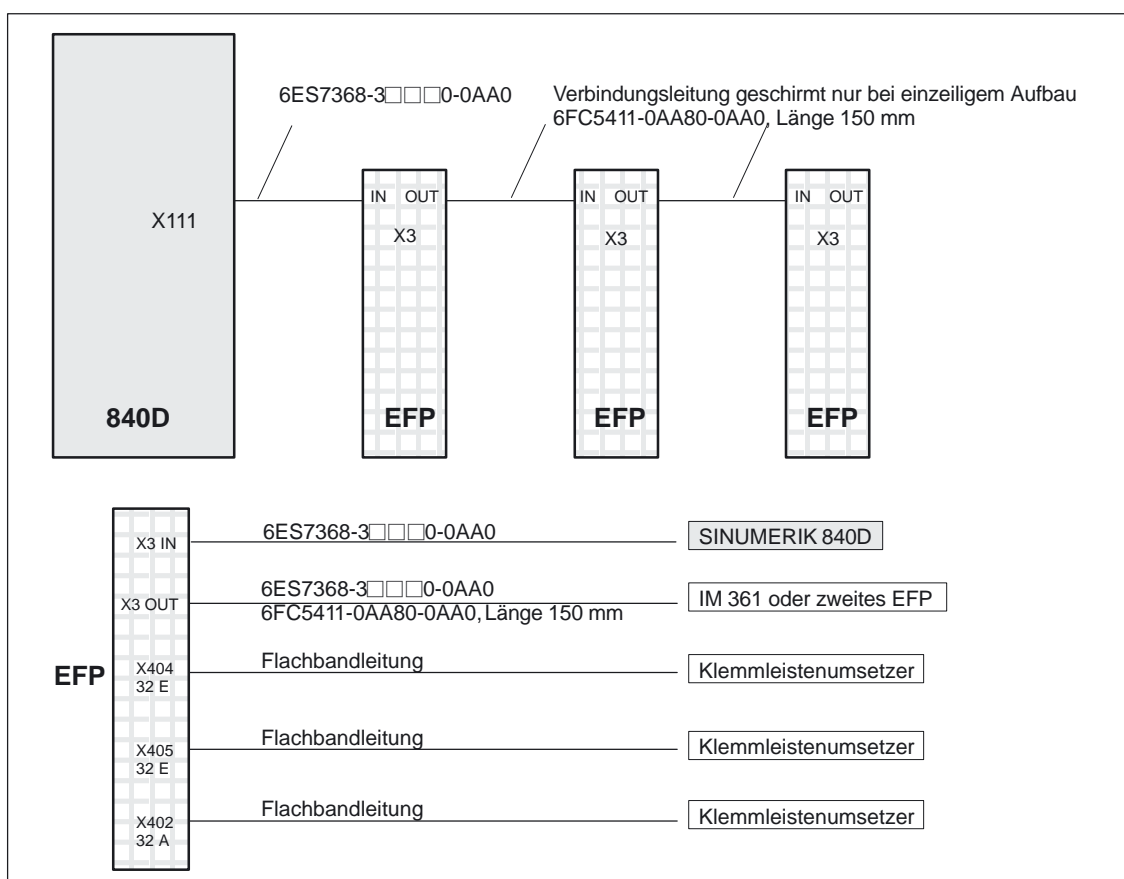 6ES7368-3□□□0-0AA0
Verbindungsleitung geschirmt nur bei einzeiligem Aufbau
6FC5411-0AA80-0AA0, Länge 150 mm
X111
IN OUT
X3
IN OUT
X3
IN OUT
X3
840D
EFP
EFP
EFP
X3 IN
6ES7368-3□□□0-0AA0
SINUMERIK 840D
X3 OUT
6ES7368-3□□□0-0AA0
6FC5411-0AA80-0AA0, Länge 150 mm
IM 361 oder zweites EFP
EFP
X404
32 E
Flachbandleitung
Klemmleistenumsetzer
X405
32 E
Flachbandleitung
Klemmleistenumsetzer
X402
32 A
Flachbandleitung
Klemmleistenumsetzer